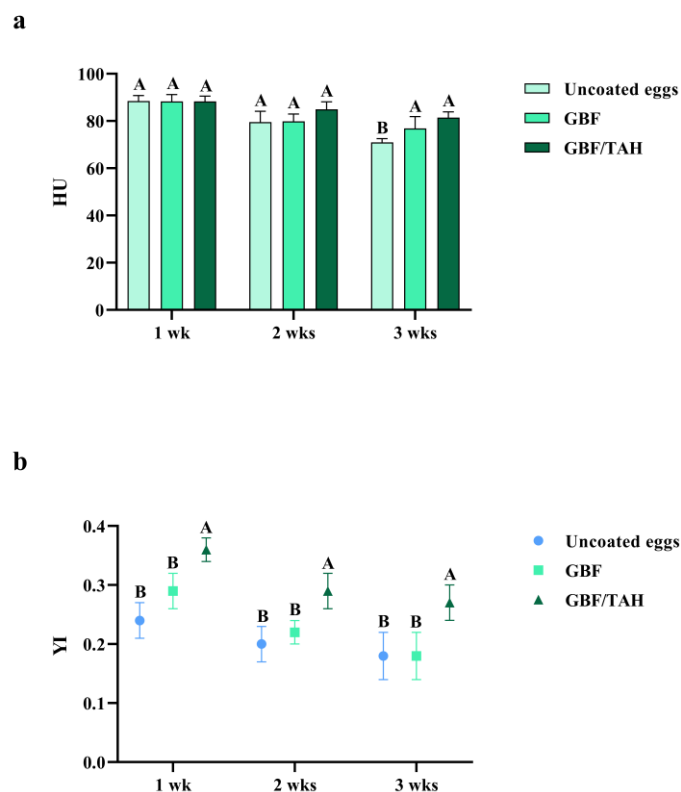 a
100
80
60
40
20
0
HU
A A A
A A A
B A A
1 wk 2 wks 3 wks
Uncoated eggs
GBF
GBF/TAH
b
0.4
0.3
0.2
0.1
0.0
YI
B B A
B B A
B B A
1 wk 2 wks 3 wks
Uncoated eggs
GBF
GBF/TAH